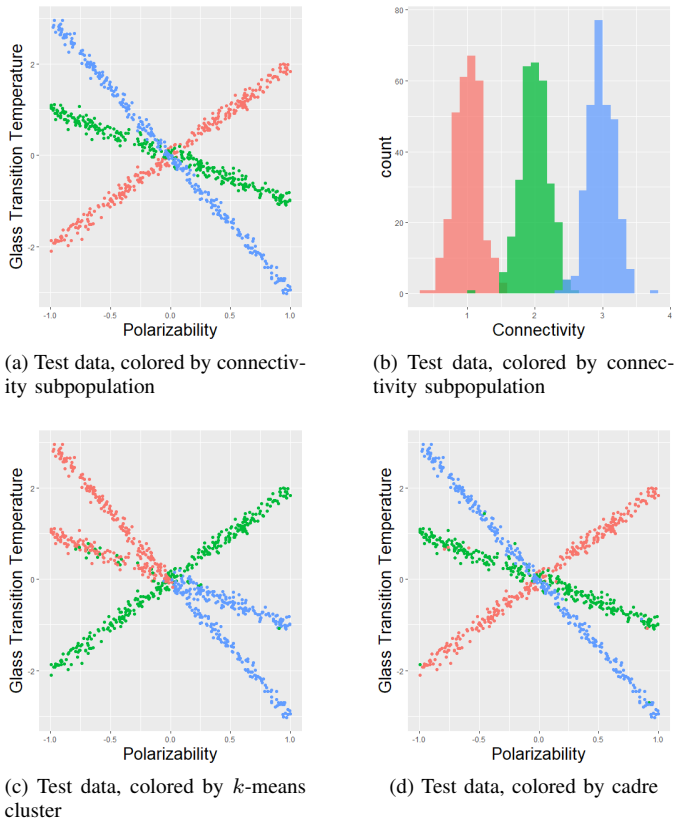 2
0
-2
Glass Transition Temperature
-1.0 -0.5 0.0 0.5 1.0
Polarizability
(a) Test data, colored by connectiv-
ity subpopulation
80
60
40
20
0
count
1 2 3 4
Connectivity
(b) Test data, colored by connec-
tivity subpopulation
2
0
-2
Glass Transition Temperature
-1.0 -0.5 0.0 0.5 1.0
Polarizability
(c) Test data, colored by k-means
cluster
2
0
-2
Glass Transition Temperature
-1.0 -0.5 0.0 0.5 1.0
Polarizability
(d) Test data, colored by cadre